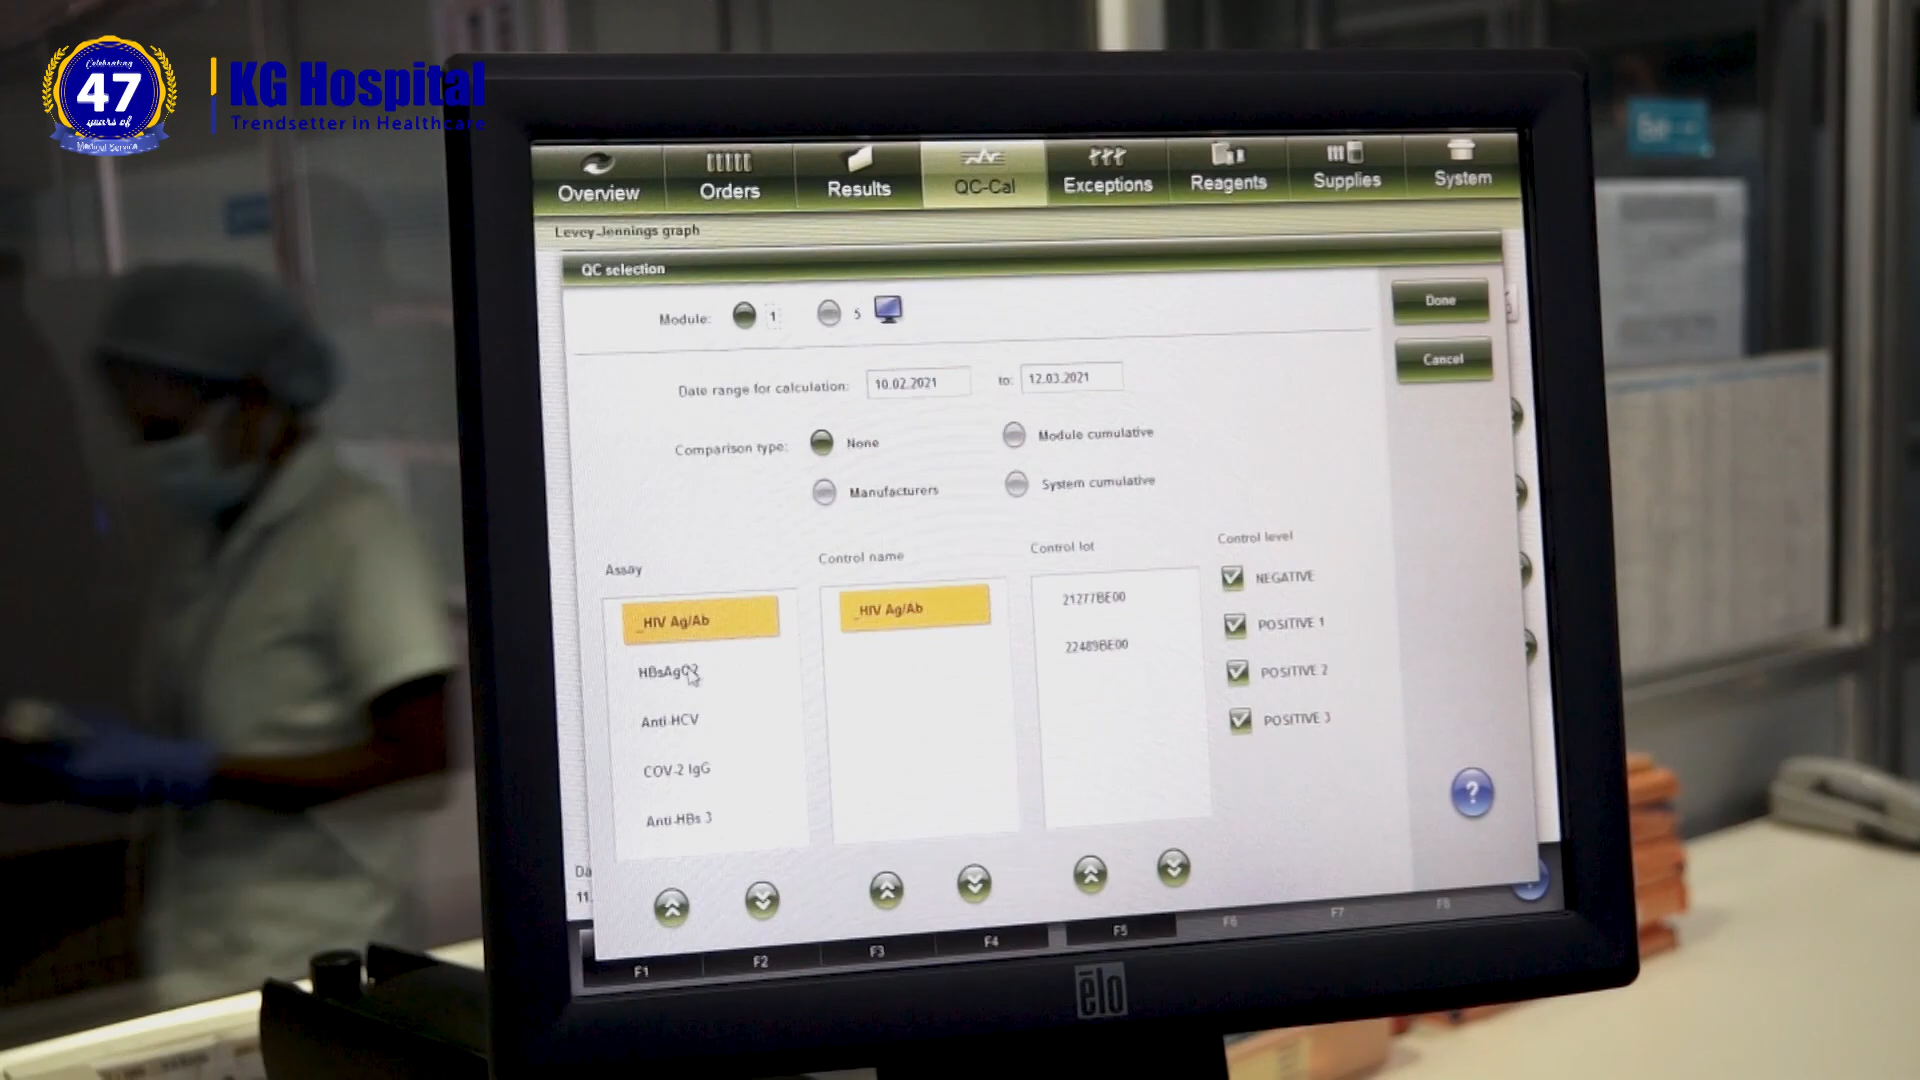 Celebrating
47
years of
Medical Service
KG Hospital
Trendsetter in Healthcare
Overview
Orders
Results
QC-Cal
Exceptions
Reagents
Supplies
System
Levey-Jennings graph
QC selection
Module: 1 5
Done
Cancel
Date range for calculation: 10.02.2021 to: 12.03.2021
Comparison type: None Module cumulative
Manufacturers System cumulative
Assay
_HIV Ag/Ab
Anti-HCV
COV-2 IgG
Anti-HBs 3
Control name
_HIV Ag/Ab
Control lot
21277BE00
22489BE00
Control level
NEGATIVE
POSITIVE 1
POSITIVE 2
POSITIVE 3
?
Da
11.
F1 F2 F3 F4 F5 F6 F7 F8
elo